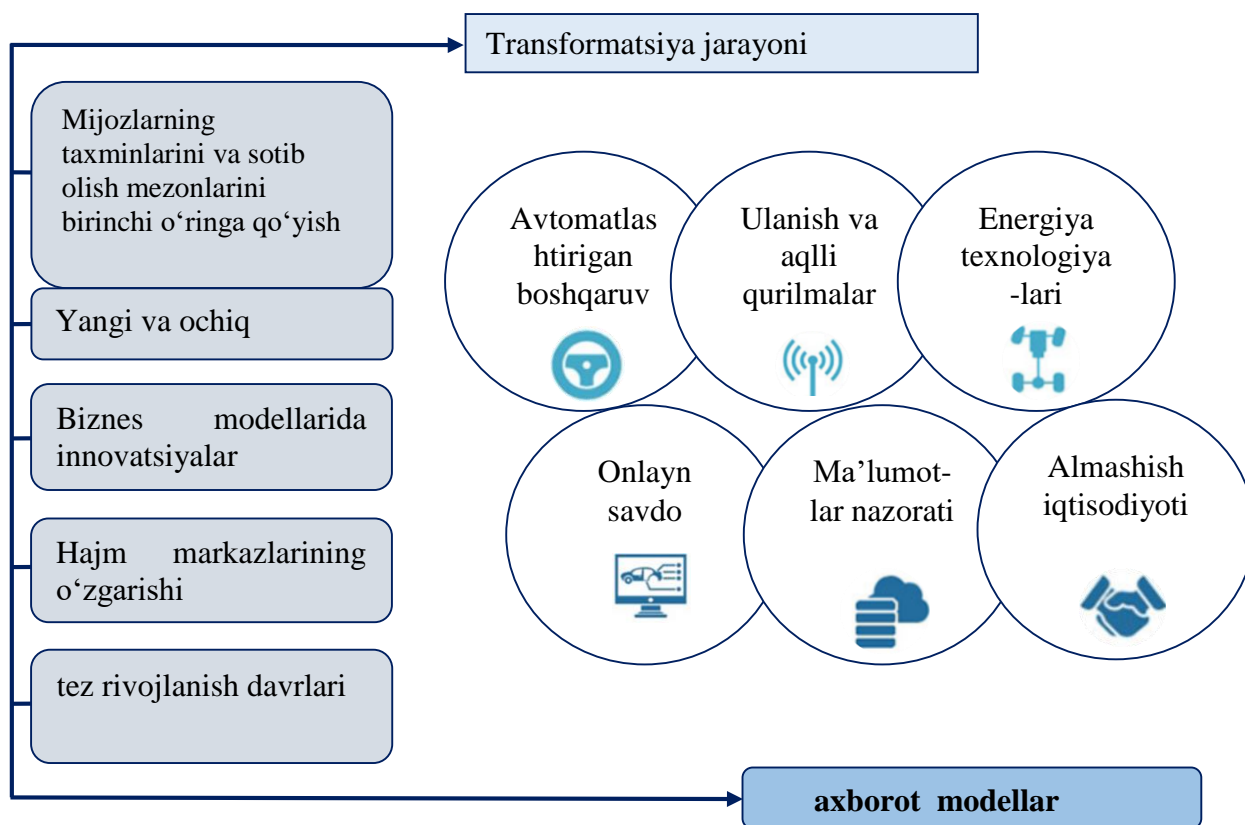 Transformatsiya jarayoni
Mijozlarning
taxminlarini va sotib
olish mezonlarini
birinchi o‘ringa qo‘yish
Yangi va ochiq
Biznes modellarida
innovatsiyalar
Hajm markazlarining
o‘zgarishi
tez rivojlanish davrlari
Avtomatlas
htirigan
boshqaruv
Ulanish va
aqlli
qurilmalar
Energiya
texnologiya
-lari
Onlayn
savdo
Ma’lumot-
lar nazorati
Almashish
iqtisodiyoti
axborot modellar